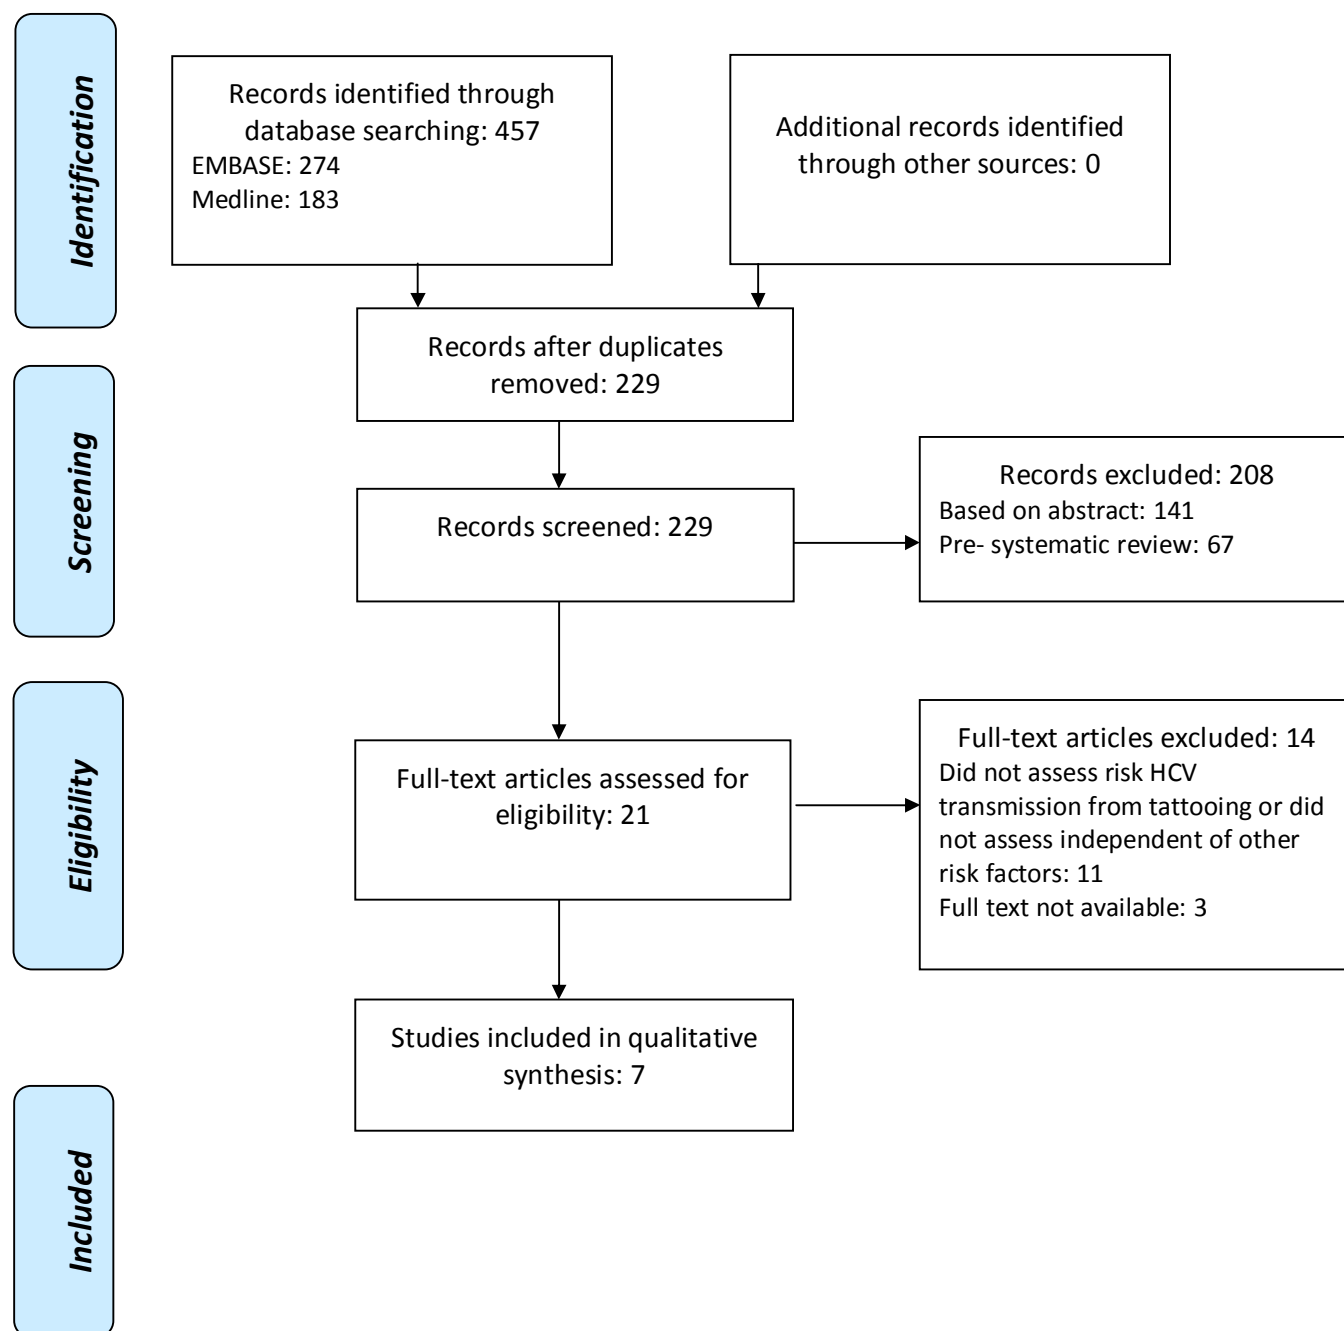 Identification
Records identified through
database searching: 457
EMBASE: 274
Medline: 183
Additional records identified
through other sources: 0
Records after duplicates
removed: 229
Screening
Records screened: 229
Records excluded: 208
Based on abstract: 141
Pre- systematic review: 67
Eligibility
Full-text articles assessed for
eligibility: 21
Full-text articles excluded: 14
Did not assess risk HCV
transmission from tattooing or did
not assess independent of other
risk factors: 11
Full text not available: 3
Studies included in qualitative
synthesis: 7
Included